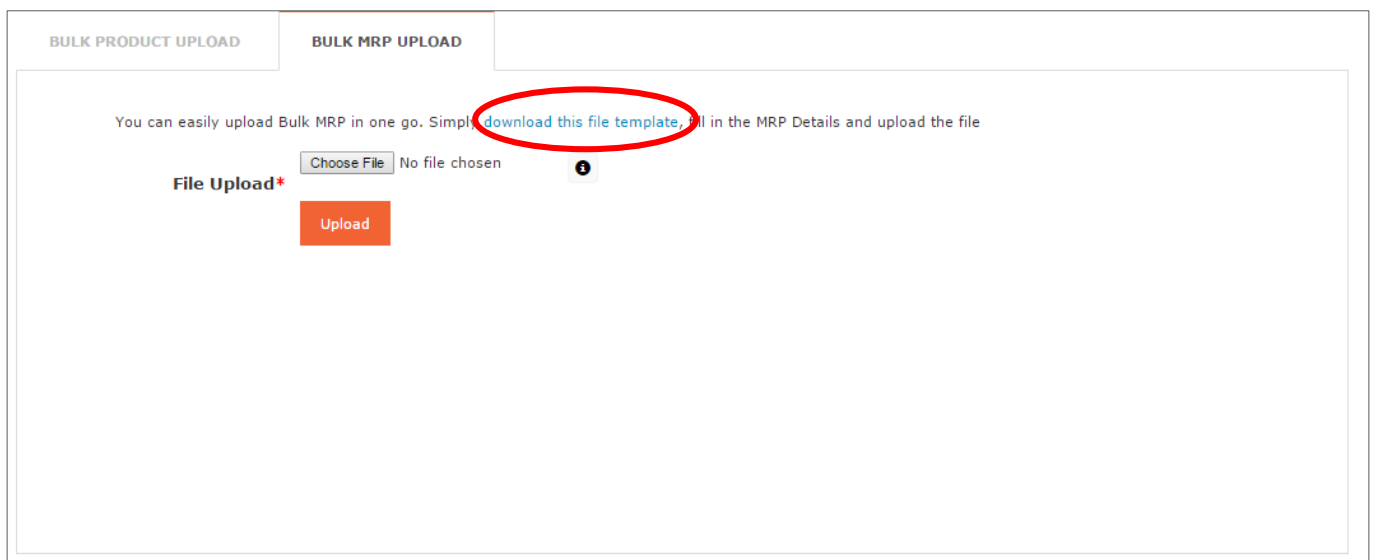 BULK PRODUCT UPLOAD BULK MRP UPLOAD
You can easily upload Bulk MRP in one go. Simply download this file template, fill in the MRP Details and upload the file
Choose File No file chosen
File Upload*
Upload